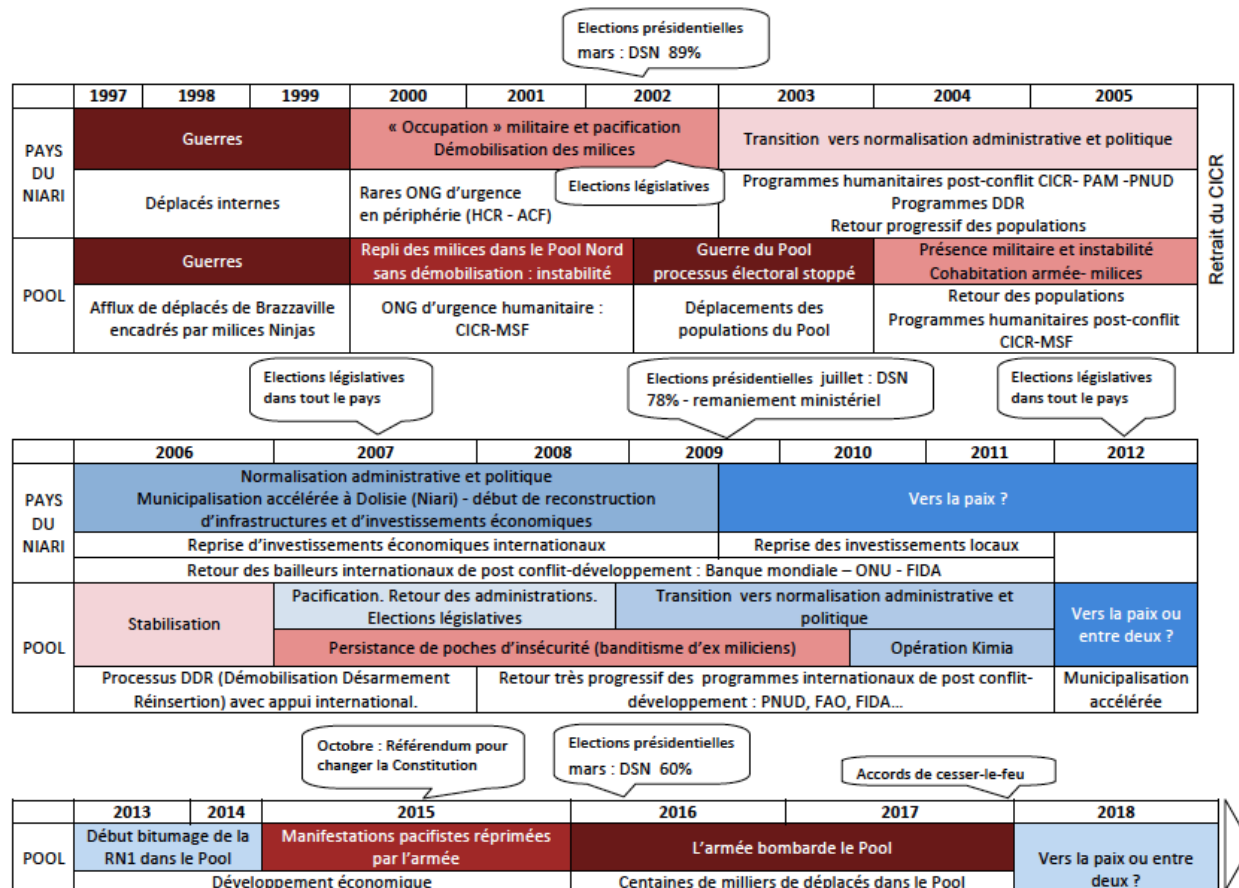 Elections présidentielles
mars : DSN 89%
1997 1998 1999 2000 2001 2002 2003 2004 2005
PAYS
DU
NIARI
Guerres
« Occupation » militaire et pacification
Démobilisation des milices
Transition vers normalisation administrative et politique
Elections législatives
Déplacés internes
Rares ONG d'urgence
en périphérie (HCR - ACF)
Programmes humanitaires post-conflit CICR- PAM -PNUD
Programmes DDR
Retour progressif des populations
POOL
Guerres
Repli des milices dans le Pool Nord
sans démobilisation : instabilité
Guerre du Pool
processus électoral stoppé
Présence militaire et instabilité
Cohabitation armée- milices
Afflux de déplacés de Brazzaville
encadrés par milices Ninjas
ONG d'urgence humanitaire :
CICR-MSF
Déplacements des
populations du Pool
Retour des populations
Programmes humanitaires post-conflit
CICR-MSF
Retrait du CICR
Elections législatives
dans tout le pays
Elections présidentielles juillet : DSN
78% - remaniement ministériel
Elections législatives
dans tout le pays
2006 2007 2008 2009 2010 2011 2012
PAYS
DU
NIARI
Normalisation administrative et politique
Municipalisation accélérée à Dolisie (Niari) - début de reconstruction
d'infrastructures et d'investissements économiques
Vers la paix ?
Reprise d'investissements économiques internationaux
Reprise des investissements locaux
Retour des bailleurs internationaux de post conflit-développement : Banque mondiale – ONU - FIDA
POOL
Stabilisation
Pacification. Retour des administrations.
Elections législatives
Transition vers normalisation administrative et
politique
Vers la paix ou
entre deux ?
Persistance de poches d'insécurité (banditisme d'ex miliciens)
Opération Kimia
Processus DDR (Démobilisation Désarmement
Réinsertion) avec appui international.
Retour très progressif des programmes internationaux de post conflit-
développement : PNUD, FAO, FIDA…
Municipalisation
accélérée
Octobre : Référendum pour
changer la Constitution
Elections présidentielles
mars : DSN 60%
Accords de cesser-le-feu
2013 2014 2015 2016 2017 2018
POOL
Début bitumage de la
RN1 dans le Pool
Manifestations pacifistes réprimées
par l'armée
L'armée bombarde le Pool
Vers la paix ou entre
deux ?
Développement économique
Centaines de milliers de déplacés dans le Pool